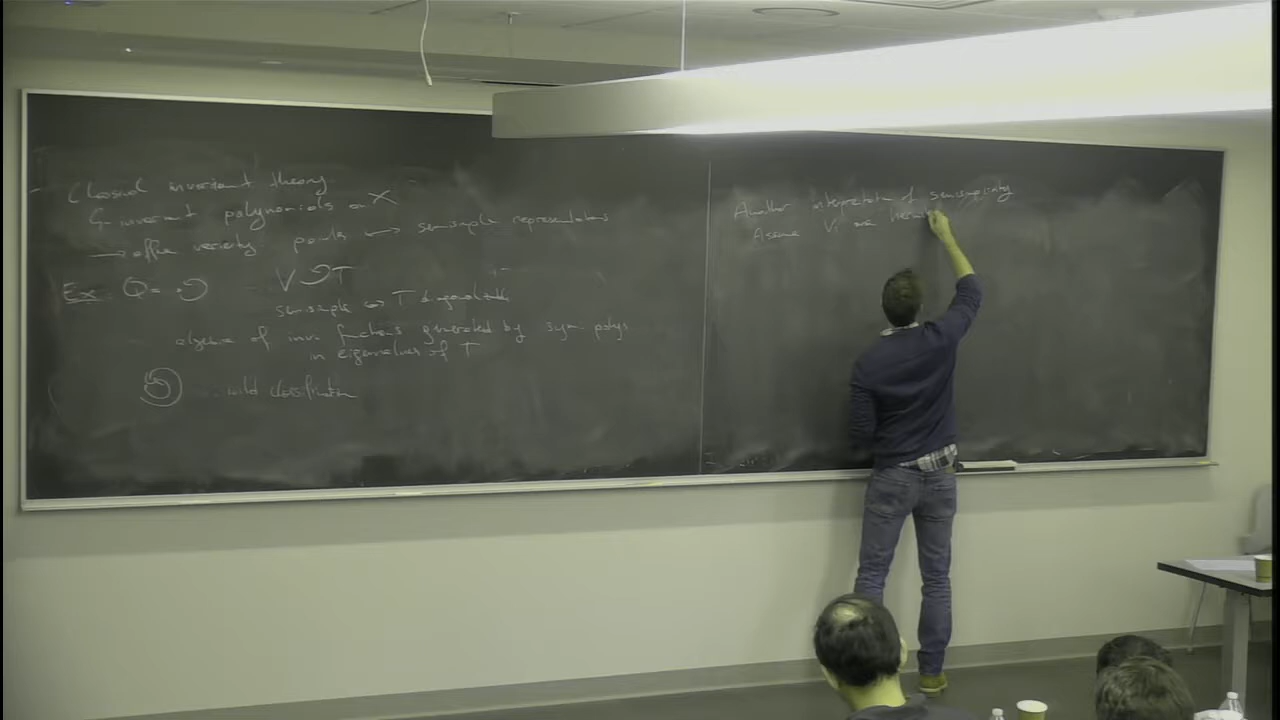 Classical invariant theory
G-invariant polynomials on X
→ affine variety points ↔ semisimple representations
Ex. Q =
V T
semisimple ↔ T diagonalizable
algebra of inv functions generated by sym polys
in eigenvalues of T
wild classification
Another interpretation of semisimplicity
Assume Vi are